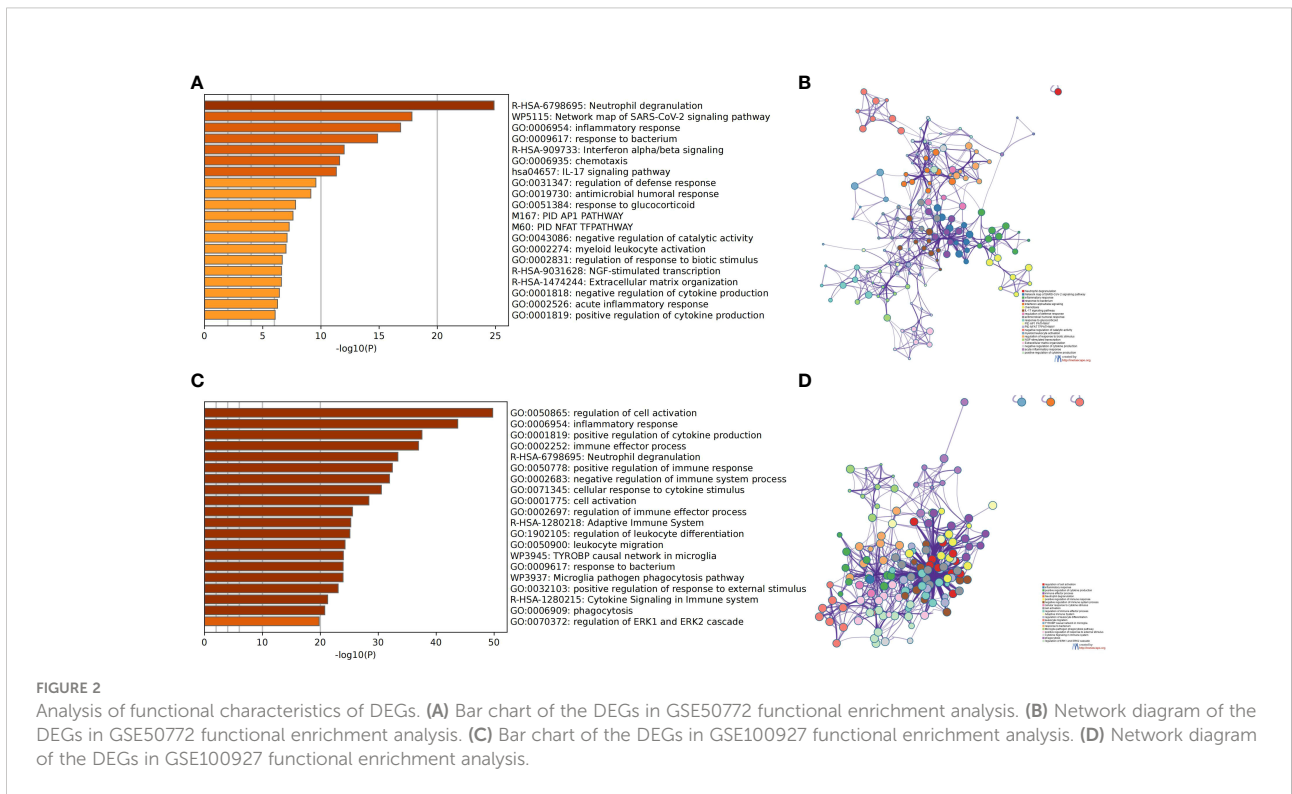 A
R-HSA-6798695: Neutrophil degranulation
WP5115: Network map of SARS-CoV-2 signaling pathway
GO:0006954: inflammatory response
GO:0009617: response to bacterium
R-HSA-909733: Interferon alpha/beta signaling
GO:0006935: chemotaxis
hsa04657: IL-17 signaling pathway
GO:0031347: regulation of defense response
GO:0019730: antimicrobial humoral response
GO:0051384: response to glucocorticoid
M167: PID AP1 PATHWAY
M60: PID NFAT TFPATHWAY
GO:0043086: negative regulation of catalytic activity
GO:0002274: myeloid leukocyte activation
GO:0002831: regulation of response to biotic stimulus
R-HSA-9031628: NGF-stimulated transcription
R-HSA-1474244: Extracellular matrix organization
GO:0001818: negative regulation of cytokine production
GO:0002526: acute inflammatory response
GO:0001819: positive regulation of cytokine production
0 5 10 15 20 25
-log10(P)
B
C
GO:0050865: regulation of cell activation
GO:0006954: inflammatory response
GO:0001819: positive regulation of cytokine production
GO:0002252: immune effector process
R-HSA-6798695: Neutrophil degranulation
GO:0050778: positive regulation of immune response
GO:0002683: negative regulation of immune system process
GO:0071345: cellular response to cytokine stimulus
GO:0001775: cell activation
GO:0002697: regulation of immune effector process
R-HSA-1280218: Adaptive Immune System
GO:1902105: regulation of leukocyte differentiation
GO:0050900: leukocyte migration
WP3945: TYROBP causal network in microglia
GO:0009617: response to bacterium
WP3937: Microglia pathogen phagocytosis pathway
GO:0032103: positive regulation of response to external stimulus
R-HSA-1280215: Cytokine Signaling in Immune system
GO:0006909: phagocytosis
GO:0070372: regulation of ERK1 and ERK2 cascade
0 10 20 30 40 50
-log10(P)
D
FIGURE 2
Analysis of functional characteristics of DEGs. (A) Bar chart of the DEGs in GSE50772 functional enrichment analysis. (B) Network diagram of the
DEGs in GSE50772 functional enrichment analysis. (C) Bar chart of the DEGs in GSE100927 functional enrichment analysis. (D) Network diagram
of the DEGs in GSE100927 functional enrichment analysis.